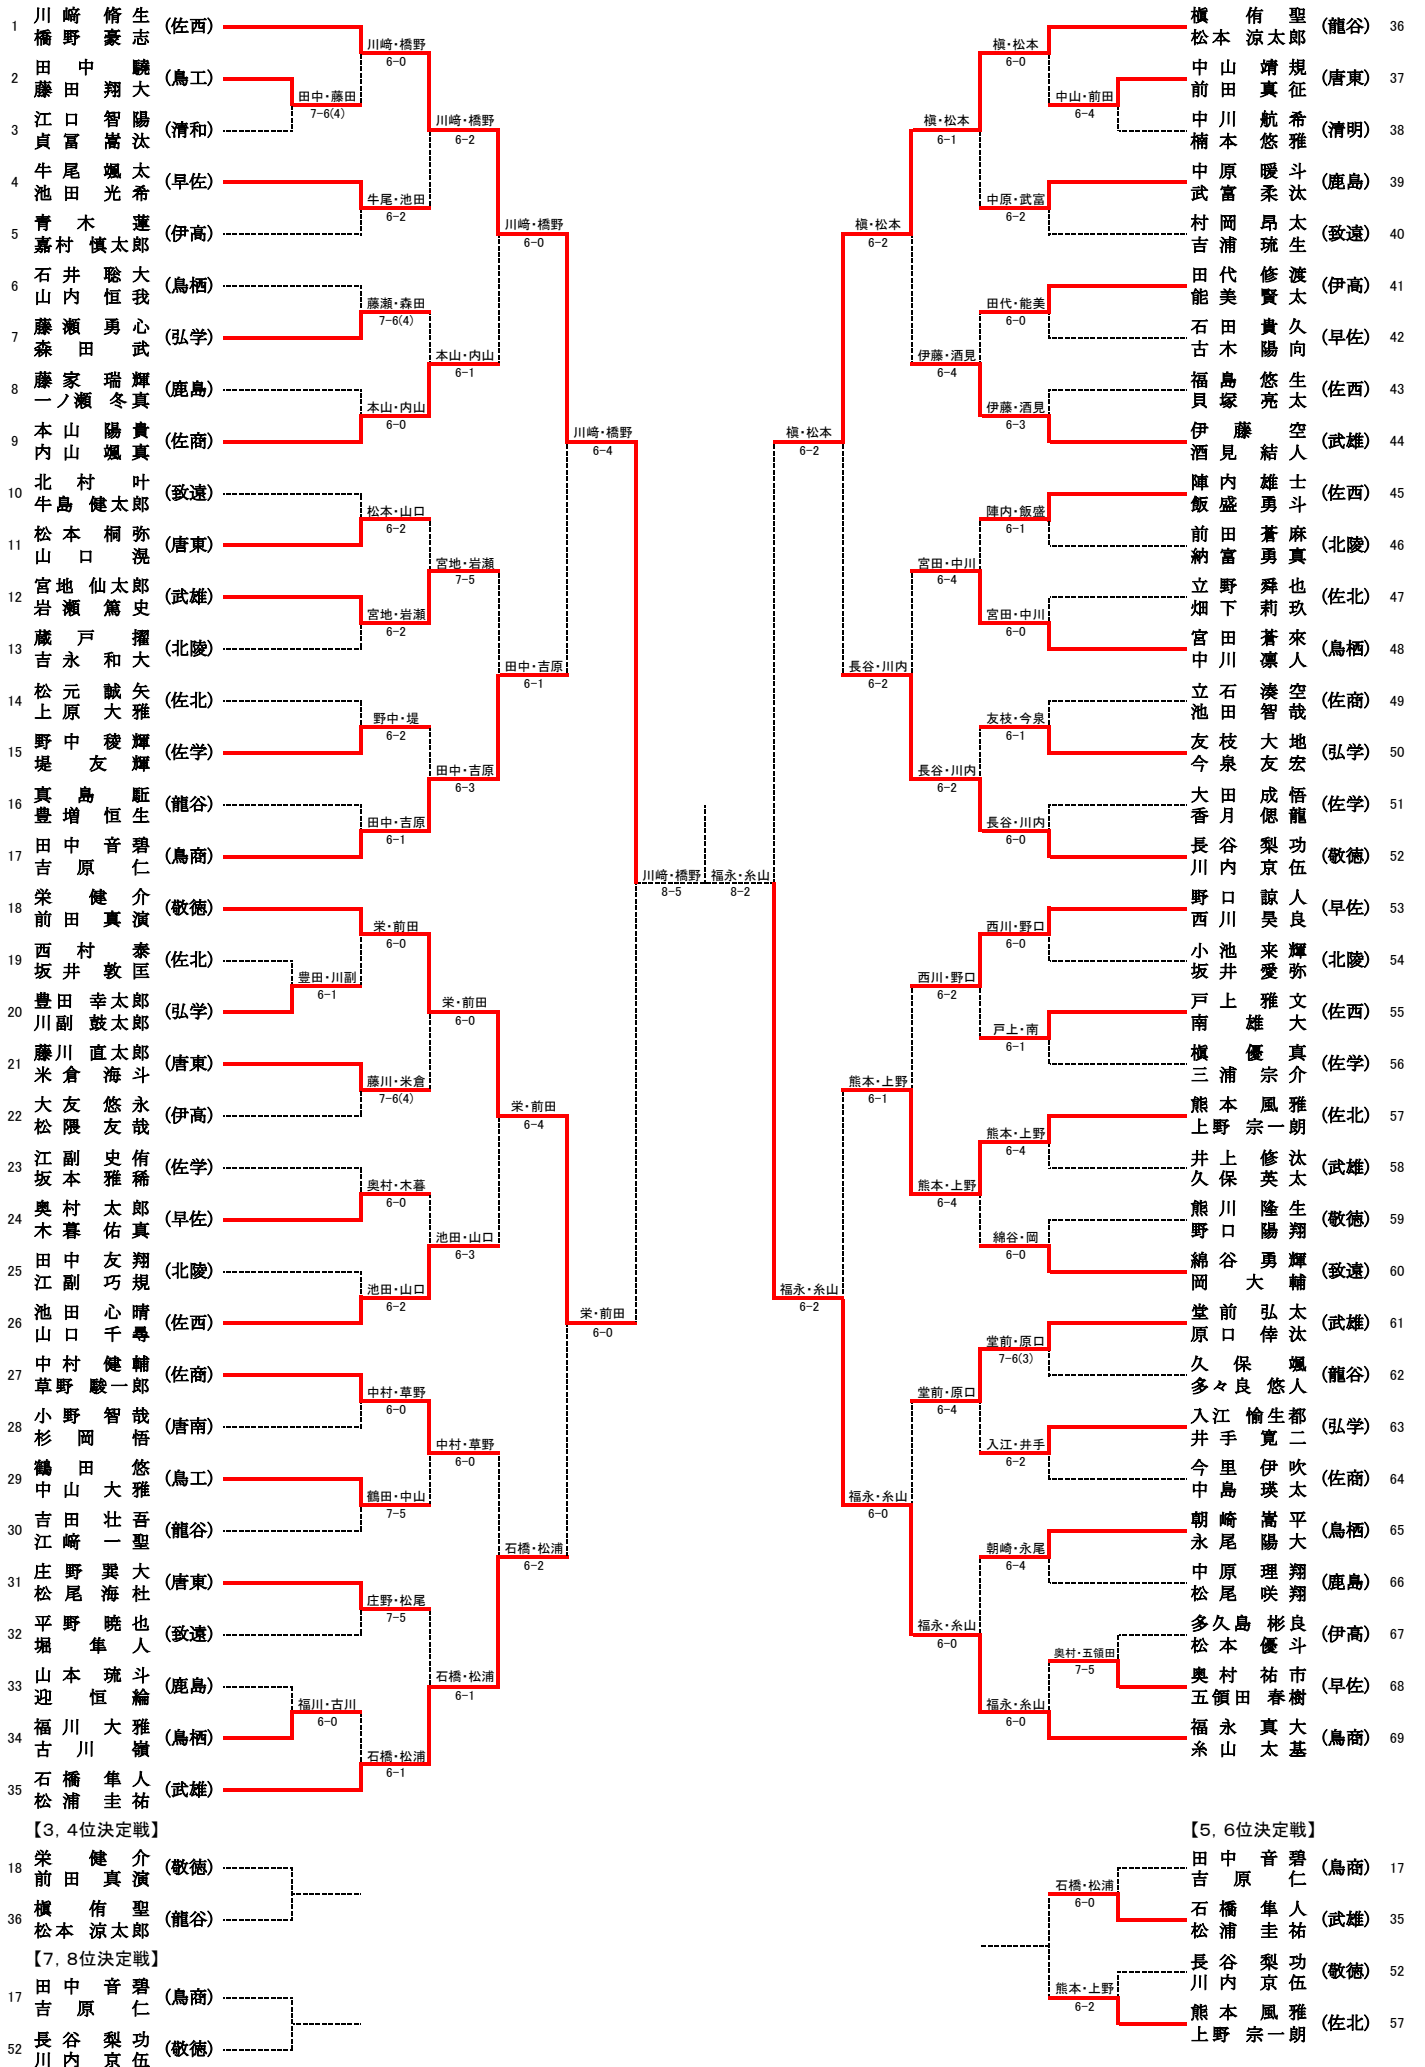 1 川﨑 脩生 (佐西)
橋野 豪志
2 田中 驍 (鳥工)
藤田 翔大
3 江口 智陽 (清和)
貞冨 嵩汰
4 牛尾 颯太 (早佐)
池田 光希
5 青木 蓮 (伊高)
嘉村 慎太郎
6 石井 聡大 (鳥栖)
山内 恒我
7 藤瀬 勇心 (弘学)
森田 武
8 藤家 瑞輝 (鹿島)
一ノ瀬 冬真
9 本山 陽貴 (佐商)
内山 颯真
10 北村 叶 (致遠)
牛島 健太郎
11 松本 桐弥 (唐東)
山口 滉
12 宮地 仙太郎 (武雄)
岩瀬 篤史
13 蔵戸 擢 (北陵)
吉永 和大
14 松元 誠矢 (佐北)
上原 大雅
15 野中 稜輝 (佐学)
堤 友輝
16 真島 駈 (龍谷)
豊増 恒生
17 田中 音碧 (鳥商)
吉原 仁
18 栄 健介 (敬徳)
前田 真演
19 西村 泰 (佐北)
坂井 敦匡
20 豊田 幸太郎 (弘学)
川副 鼓太郎
21 藤川 直太郎 (唐東)
米倉 海斗
22 大友 悠永 (伊高)
松隈 友哉
23 江副 史侑 (佐学)
坂本 雅稀
24 奥村 太郎 (早佐)
木暮 佑真
25 田中 友翔 (北陵)
江副 巧規
26 池田 心晴 (佐西)
山口 千尋
27 中村 健輔 (佐商)
草野 駿一郎
28 小野 智哉 (唐南)
杉岡 悟
29 鶴田 悠 (鳥工)
中山 大雅
30 吉田 壮吾 (龍谷)
江﨑 一聖
31 庄野 巽大 (唐東)
松尾 海杜
32 平野 暁也 (致遠)
堀 隼人
33 山本 琉斗 (鹿島)
迎 恒綸
34 福川 大雅 (鳥栖)
古川 嶺
35 石橋 隼人 (武雄)
松浦 圭祐
田中・藤田
7-6(4)
豊田・川副
6-1
福川・古川
6-0
川﨑・橋野
6-0
牛尾・池田
6-2
藤瀬・森田
7-6(4)
本山・内山
6-0
松本・山口
6-2
宮地・岩瀬
6-2
野中・堤
6-2
田中・吉原
6-1
栄・前田
6-0
藤川・米倉
7-6(4)
奥村・木暮
6-0
池田・山口
6-2
中村・草野
6-0
鶴田・中山
7-5
庄野・松尾
7-5
石橋・松浦
6-1
川﨑・橋野
6-2
本山・内山
6-1
宮地・岩瀬
7-5
田中・吉原
6-3
栄・前田
6-0
池田・山口
6-3
中村・草野
6-0
石橋・松浦
6-1
川﨑・橋野
6-0
田中・吉原
6-1
栄・前田
6-4
石橋・松浦
6-2
川﨑・橋野
6-4
栄・前田
6-0
川﨑・橋野
8-5
福永・糸山
8-2
槇・松本
6-2
福永・糸山
6-2
槇・松本
6-2
長谷・川内
6-2
熊本・上野
6-1
福永・糸山
6-0
槇・松本
6-1
伊藤・酒見
6-4
宮田・中川
6-4
長谷・川内
6-2
西川・野口
6-2
熊本・上野
6-4
堂前・原口
6-4
福永・糸山
6-0
槇・松本
6-0
中原・武富
6-2
田代・能美
6-0
伊藤・酒見
6-3
陣内・飯盛
6-1
宮田・中川
6-0
友枝・今泉
6-1
長谷・川内
6-0
西川・野口
6-0
戸上・南
6-1
熊本・上野
6-4
綿谷・岡
6-0
堂前・原口
7-6(3)
入江・井手
6-2
朝崎・永尾
6-4
福永・糸山
6-0
中山・前田
6-4
奥村・五領田
7-5
槇 侑聖 (龍谷) 36
松本 涼太郎
中山 靖規 (唐東) 37
前田 真征
中川 航希 (清明) 38
楠本 悠雅
中原 暖斗 (鹿島) 39
武富 柔汰
村岡 昂太 (致遠) 40
吉浦 琉生
田代 修渡 (伊高) 41
能美 賢太
石田 貴久 (早佐) 42
古木 陽向
福島 悠生 (佐西) 43
貝塚 亮太
伊藤 空 (武雄) 44
酒見 結人
陣内 雄士 (佐西) 45
飯盛 勇斗
前田 蒼麻 (北陵) 46
納富 勇真
立野 舜也 (佐北) 47
畑下 莉玖
宮田 蒼來 (鳥栖) 48
中川 凛人
立石 湊空 (佐商) 49
池田 智哉
友枝 大地 (弘学) 50
今泉 友宏
大田 成悟 (佐学) 51
香月 偲龍
長谷 梨功 (敬徳) 52
川内 京伍
野口 諒人 (早佐) 53
西川 昊良
小池 来輝 (北陵) 54
坂井 愛弥
戸上 雅文 (佐西) 55
南 雄大
槇 優真 (佐学) 56
三浦 宗介
熊本 風雅 (佐北) 57
上野 宗一朗
井上 修汰 (武雄) 58
久保 英太
熊川 隆生 (敬徳) 59
野口 陽翔
綿谷 勇輝 (致遠) 60
岡 大輔
堂前 弘太 (武雄) 61
原口 倖汰
久保 颯 (龍谷) 62
多々良 悠人
入江 愉生都 (弘学) 63
井手 寛二
今里 伊吹 (佐商) 64
中島 瑛太
朝崎 嵩平 (鳥栖) 65
永尾 陽大
中原 理翔 (鹿島) 66
松尾 咲翔
多久島 彬良 (伊高) 67
松本 優斗
奥村 祐市 (早佐) 68
五領田 春樹
福永 真大 (鳥商) 69
糸山 太基
【3，4位決定戦】
18 栄 健介 (敬徳)
前田 真演
36 槇 侑聖 (龍谷)
松本 涼太郎
【7，8位決定戦】
17 田中 音碧 (鳥商)
吉原 仁
52 長谷 梨功 (敬徳)
川内 京伍
【5，6位決定戦】
田中 音碧 (鳥商) 17
吉原 仁
石橋・松浦
6-0
石橋 隼人 (武雄) 35
松浦 圭祐
長谷 梨功 (敬徳) 52
川内 京伍
熊本・上野
6-2
熊本 風雅 (佐北) 57
上野 宗一朗